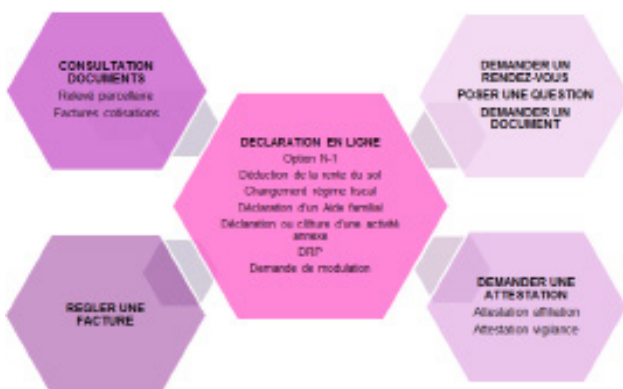 CONSULTATION
DOCUMENTS
Relevé parcellaire
Factures cotisations
DEMANDER UN
RENDEZ-VOUS
POSER UNE QUESTION
DEMANDER UN
DOCUMENT
DECLARATION EN LIGNE
Option N-1
Déduction de la rente du sol
Changement régime fiscal
Déclaration d'un Aide familial
Déclaration ou clôture d'une activité
annexe
DRP
Demande de modulation
REGLER UNE
FACTURE
DEMANDER UNE
ATTESTATION
Attestation affiliation
Attestation vigilance